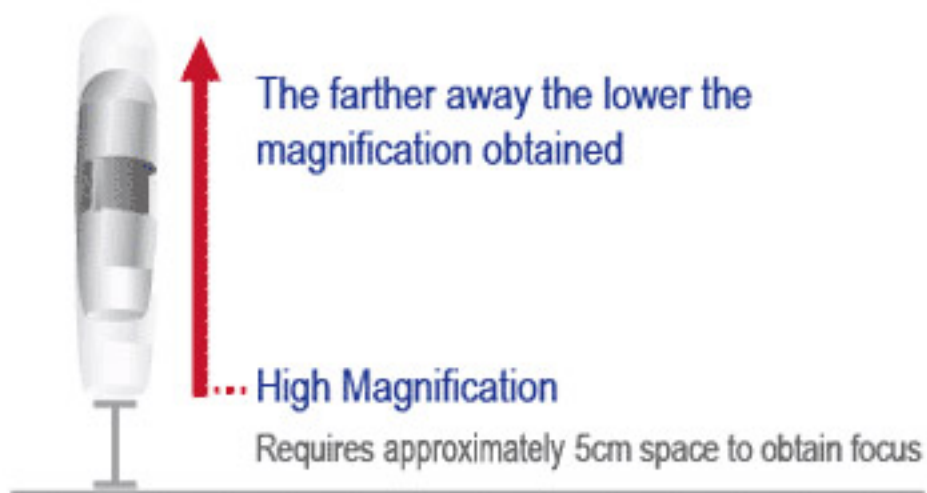 The farther away the lower the
magnification obtained
High Magnification
Requires approximately 5cm space to obtain focus